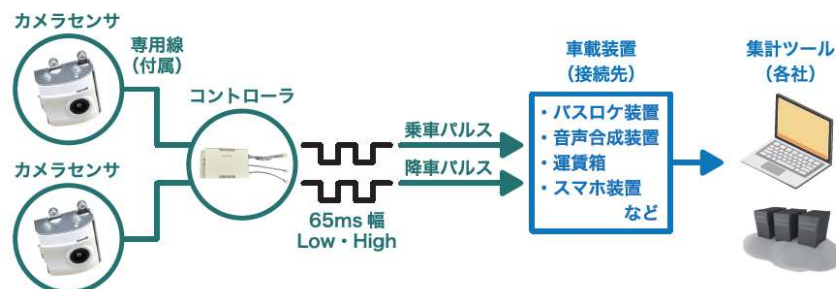 カメラセンサ
専用線
（付属）
コントローラ
カメラセンサ
乗車パルス
降車パルス
65ms 幅
Low・High
車載装置
（接続先）
・バスロケ装置
・音声合成装置
・運賃箱
・スマホ装置
など
集計ツール
（各社）